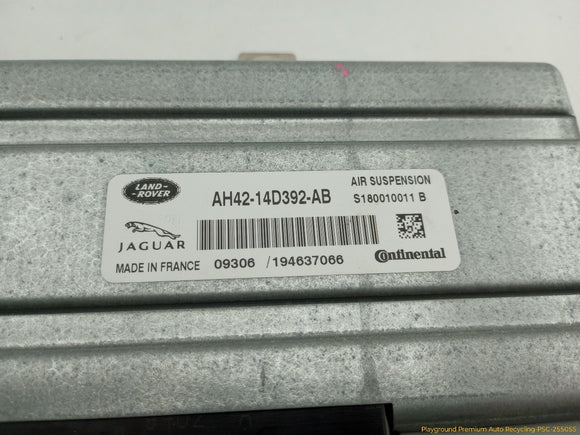 LAND-
ROVER
AH42-14D392-AB
AIR SUSPENSION
S180010011 B
JAGUAR
MADE IN FRANCE
09306 /194637066
Continental
Playground Premium Auto Recycling-PSC-255055